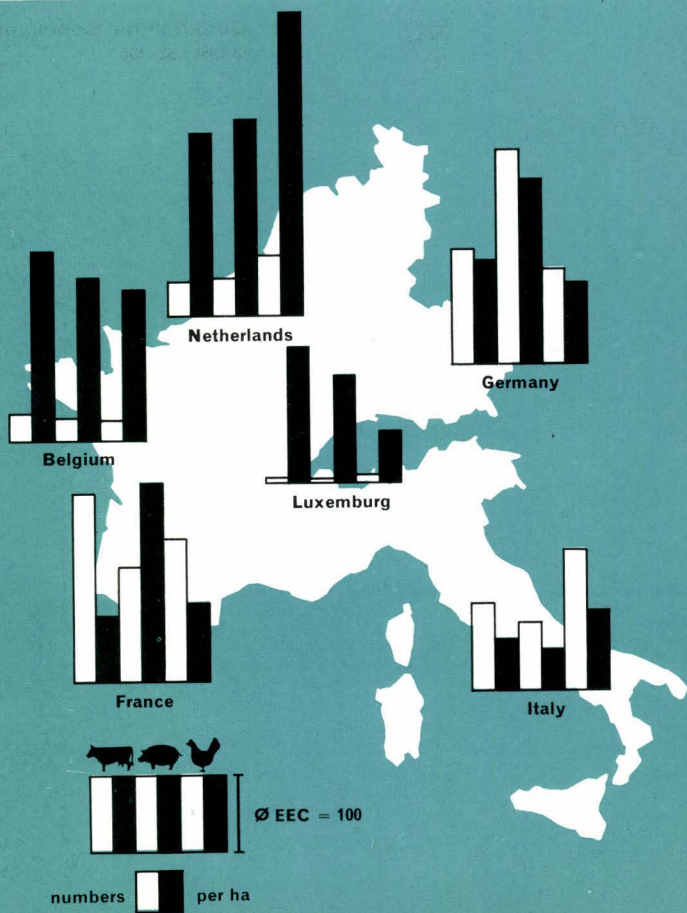 Netherlands
Germany
Belgium
Luxemburg
France
Italy
Ø EEC = 100
numbers per ha